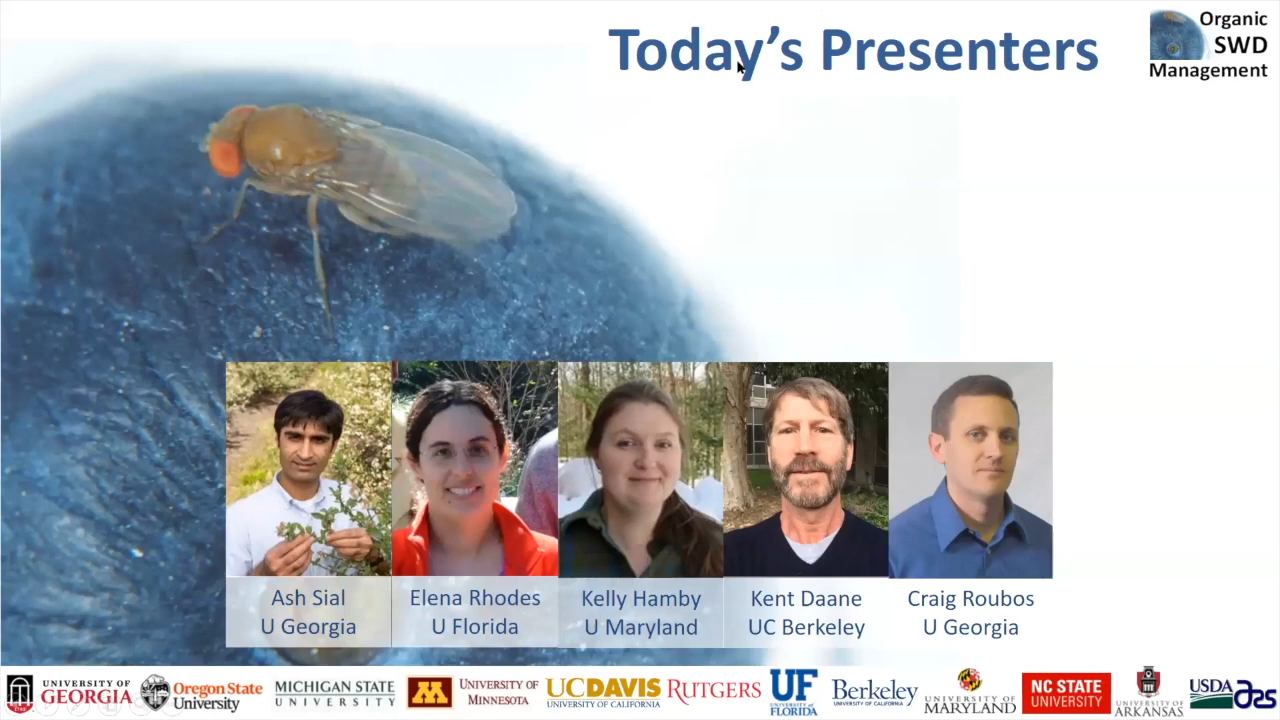 Today's Presenters
Organic
SWD
Management
Ash Sial
U Georgia
Elena Rhodes
U Florida
Kelly Hamby
U Maryland
Kent Daane
UC Berkeley
Craig Roubos
U Georgia
UNIVERSITY OF
GEORGIA
Oregon State
University
MICHIGAN STATE
UNIVERSITY
M
UNIVERSITY OF
MINNESOTA
UCDAVIS
UNIVERSITY OF CALIFORNIA
RUTGERS
UF
UNIVERSITY of
FLORIDA
Berkeley
UNIVERSITY OF CALIFORNIA
UNIVERSITY OF
MARYLAND
NC STATE
UNIVERSITY
UNIVERSITY OF
ARKANSAS
USDA
ars